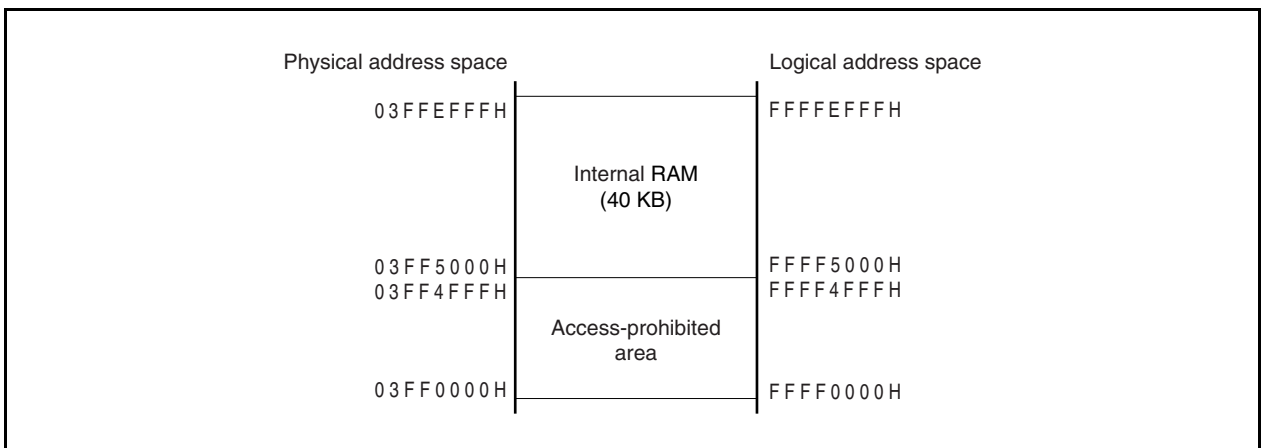 Physical address space
Logical address space
03FFEFFFH
FFFFEFFFH
Internal RAM
(40 KB)
03FF5000H
FFFF5000H
03FF4FFFH
FFFF4FFFH
Access-prohibited
area
03FF0000H
FFFF0000H